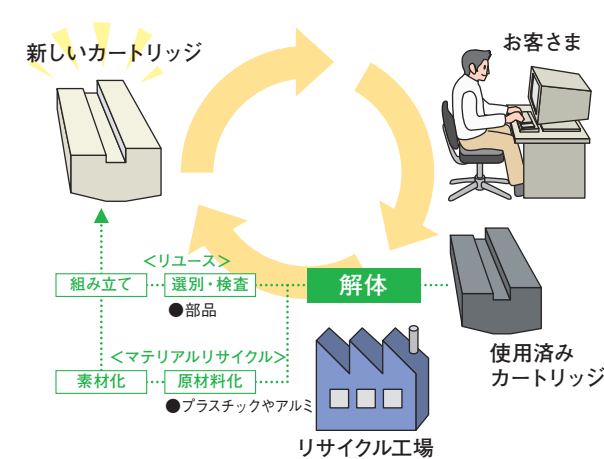 新しいカートリッジ
お客さま
＜リユース＞
組み立て
選別・検査
解体
●部品
使用済み
カートリッジ
＜マテリアルリサイクル＞
素材化
原材料化
●プラスチックやアルミ
リサイクル工場